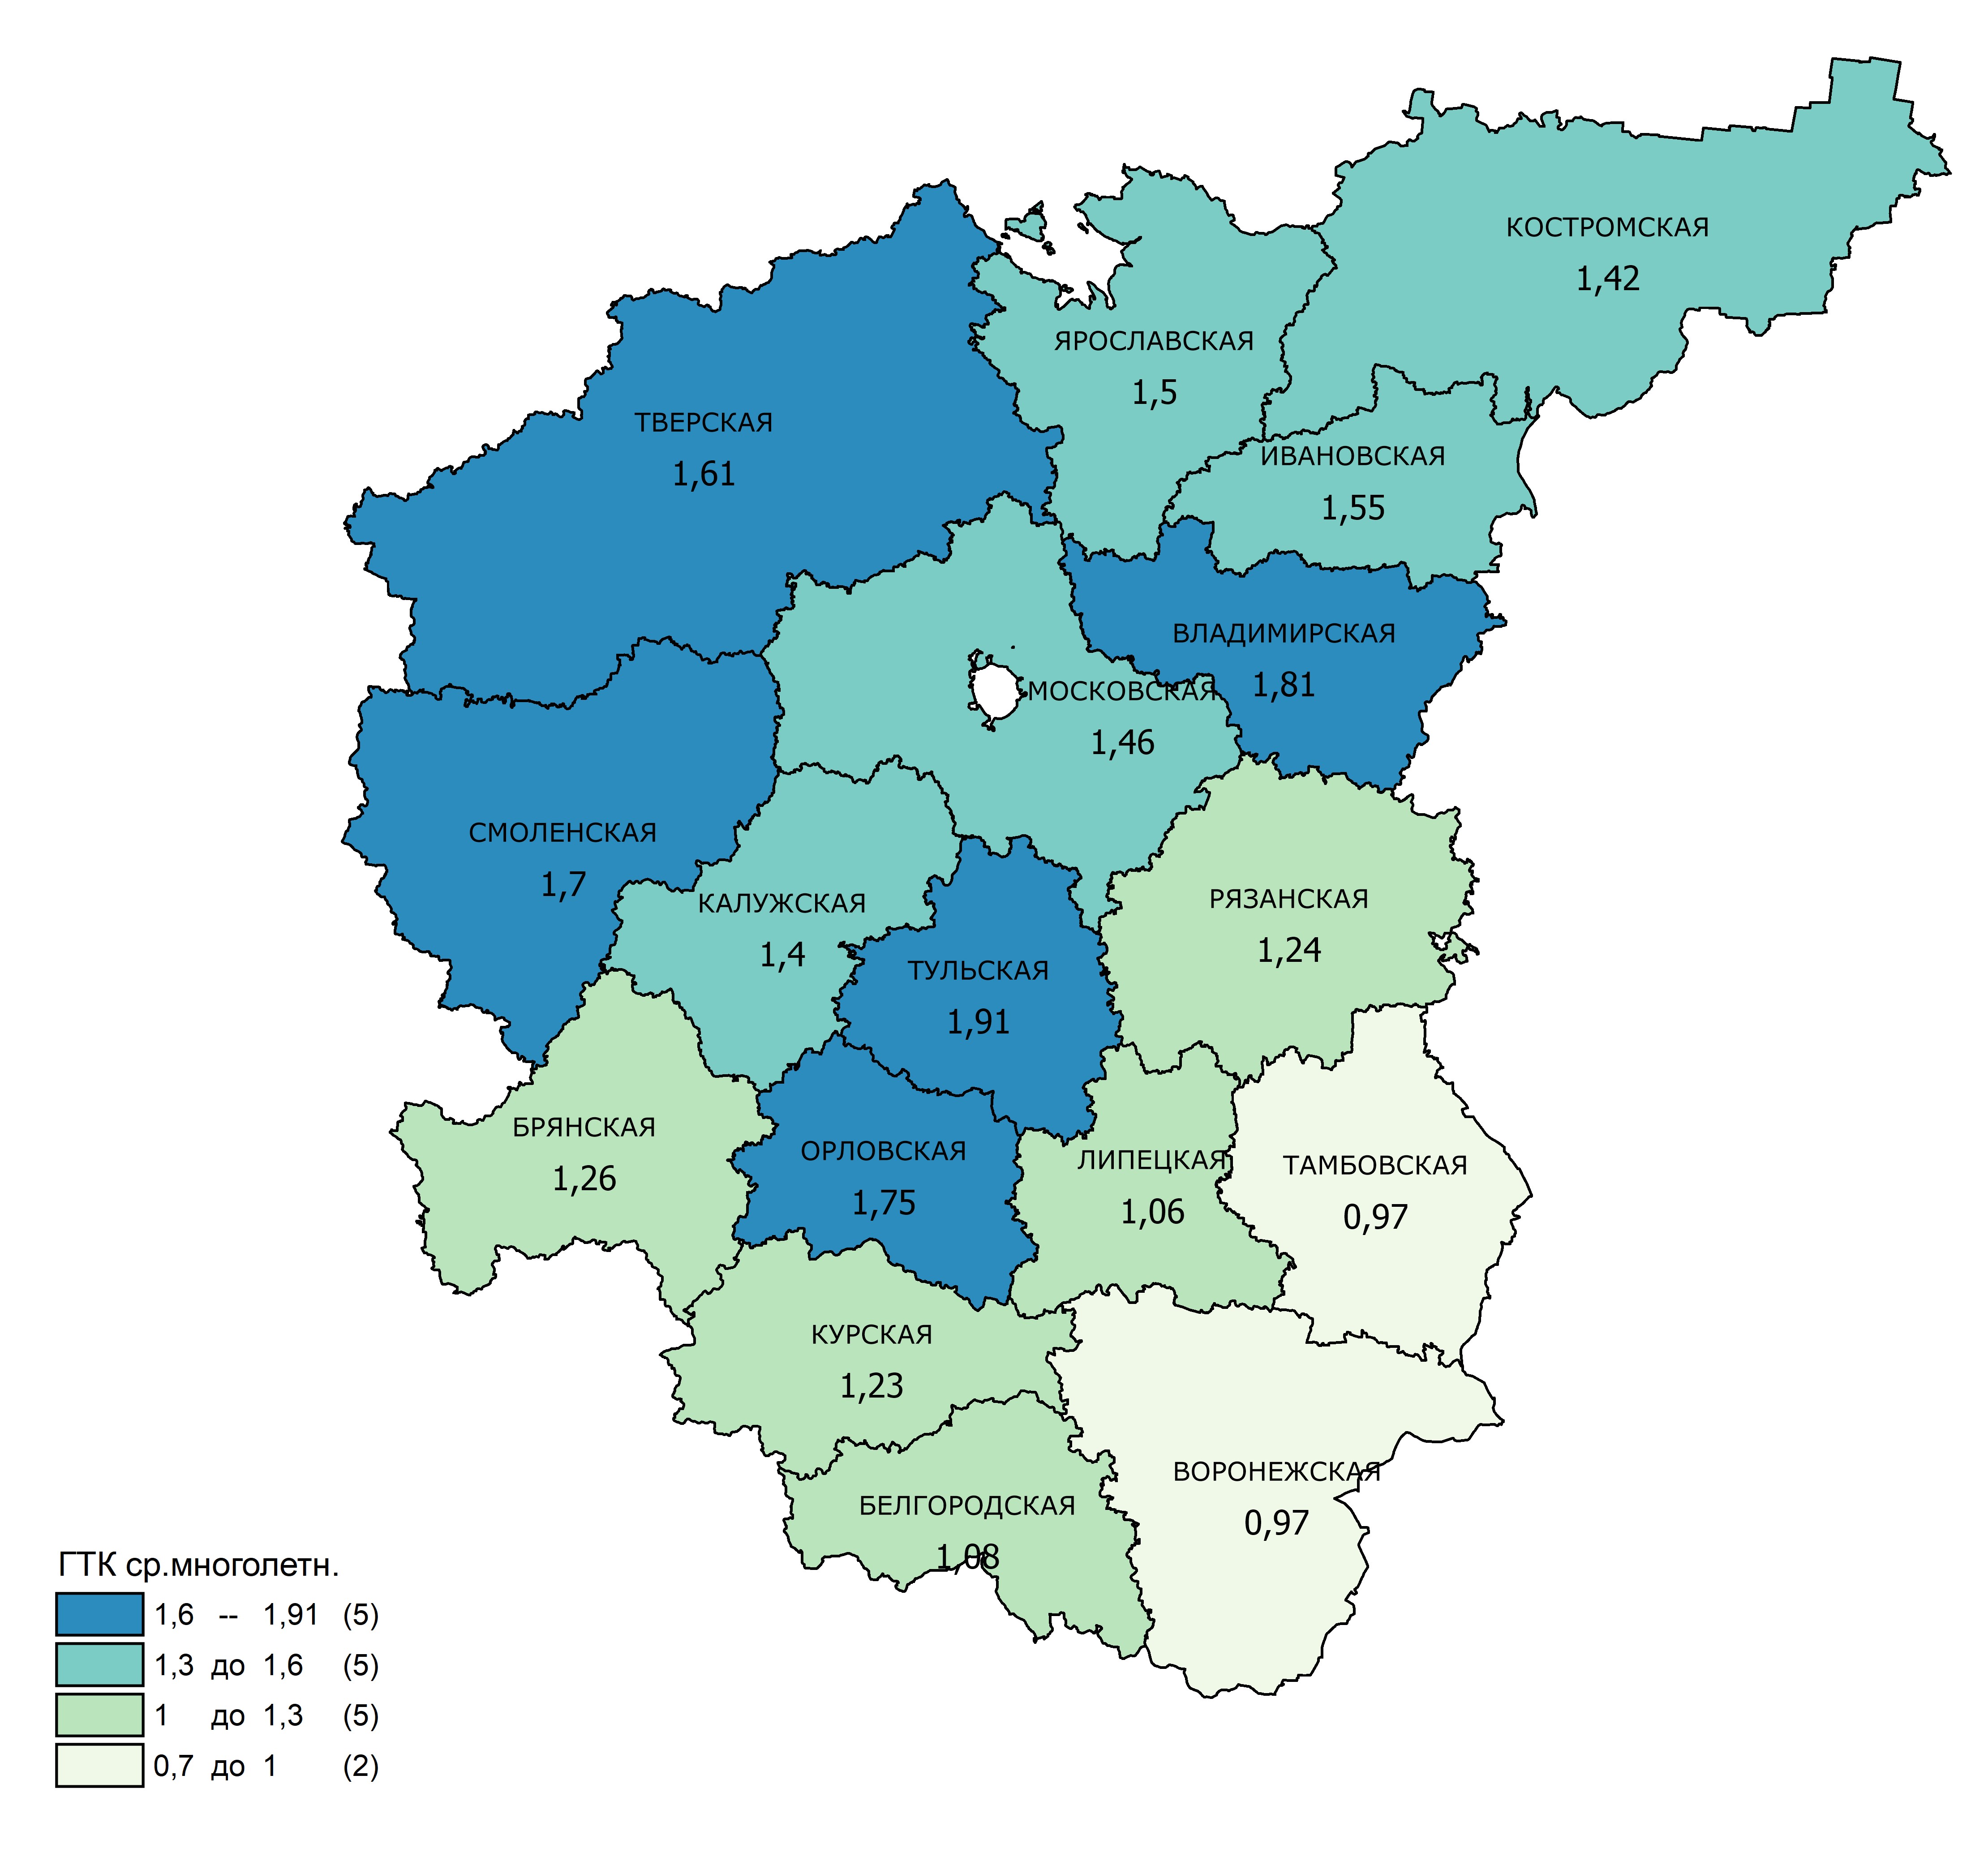 КОСТРОМСКАЯ
1,42
ЯРОСЛАВСКАЯ
1,5
ТВЕРСКАЯ
1,61
ИВАНОВСКАЯ
1,55
ВЛАДИМИРСКАЯ
1,81
МОСКОВСКАЯ
1,46
СМОЛЕНСКАЯ
1,7
КАЛУЖСКАЯ
1,4
РЯЗАНСКАЯ
1,24
ТУЛЬСКАЯ
1,91
БРЯНСКАЯ
1,26
ОРЛОВСКАЯ
1,75
ЛИПЕЦКАЯ
1,06
ТАМБОВСКАЯ
0,97
КУРСКАЯ
1,23
ВОРОНЕЖСКАЯ
0,97
БЕЛГОРОДСКАЯ
1,08
ГТК ср.многолетн.
1,6 -- 1,91 (5)
1,3 до 1,6 (5)
1 до 1,3 (5)
0,7 до 1 (2)